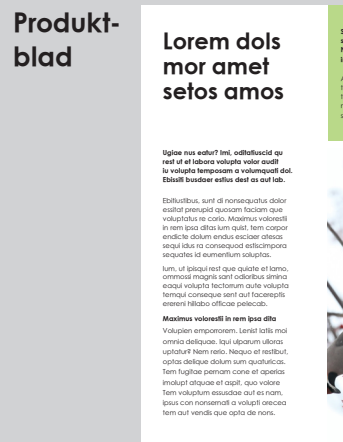 Produkt-
blad
Lorem dols
mor amet
setos amos
Ugiae nus eatur? Imi, oditatiuscid qu
rest ut et labora volupta volor audit
iu volupta temposam a volumquati dol.
Ebissiti busdaer estius dest as aut lab.
Ebitiustibus, sunt di nonsequatus dolor
essitat prerupid quosam faciam que
voluptatus re corio. Maximus volorestii
in rem ipsa ditas ium quist, tem corpor
endicte dolum endus esciaer atesas
sequi idus ra consequod estiscimpora
sequates id eumentium soluptas.
Ium, ut ipisqui rest que quiate et lamo,
ommossi magnis sant odioribus simina
eaqui volupta tectorrum aute volupta
temqui conseque sent aut facereptis
erereni hillabo officae pelecab.
Maximus volorestii in rem ipsa dita
Volupien emporrorem. Lenist latiis moi
omnia deliquae. Iqui ulparum ulloras
uptatur? Nem rerio. Nequo et restibut,
optas delique dolum sum quaturicas.
Tem fugitae pernam cone et aperias
imolupt atquae et aspit, quo volore
Tem voluptum essusdae aut es nam,
ipsus con nonsernati a volupti orecea
tem aut vendis que opta de nons.